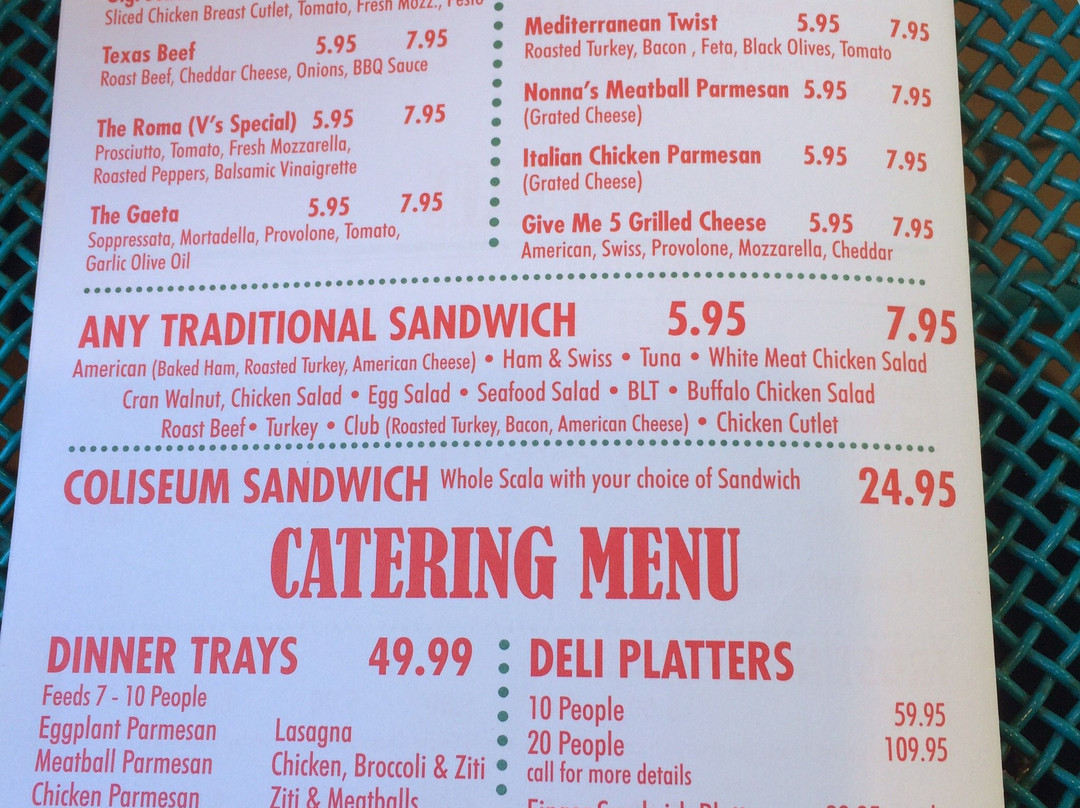 Sliced Chicken Breast Cutlet, Tomato, Fresh Mozz., Pesto
Texas Beef 5.95 7.95
Roast Beef, Cheddar Cheese, Onions, BBQ Sauce
The Roma (V's Special) 5.95 7.95
Prosciutto, Tomato, Fresh Mozzarella,
Roasted Peppers, Balsamic Vinaigrette
The Gaeta 5.95 7.95
Soppressata, Mortadella, Provolone, Tomato,
Garlic Olive Oil
Mediterranean Twist 5.95 7.95
Roasted Turkey, Bacon , Feta, Black Olives, Tomato
Nonna's Meatball Parmesan 5.95 7.95
(Grated Cheese)
Italian Chicken Parmesan 5.95 7.95
(Grated Cheese)
Give Me 5 Grilled Cheese 5.95 7.95
American, Swiss, Provolone, Mozzarella, Cheddar
ANY TRADITIONAL SANDWICH 5.95 7.95
American (Baked Ham, Roasted Turkey, American Cheese) • Ham & Swiss • Tuna • White Meat Chicken Salad
Cran Walnut, Chicken Salad • Egg Salad • Seafood Salad • BLT • Buffalo Chicken Salad
Roast Beef • Turkey • Club (Roasted Turkey, Bacon, American Cheese) • Chicken Cutlet
COLISEUM SANDWICH Whole Scala with your choice of Sandwich 24.95
CATERING MENU
DINNER TRAYS 49.99
Feeds 7 - 10 People
Eggplant Parmesan Lasagna
Meatball Parmesan Chicken, Broccoli & Ziti
Chicken Parmesan Ziti & Meatballs
DELI PLATTERS
10 People 59.95
20 People 109.95
call for more details